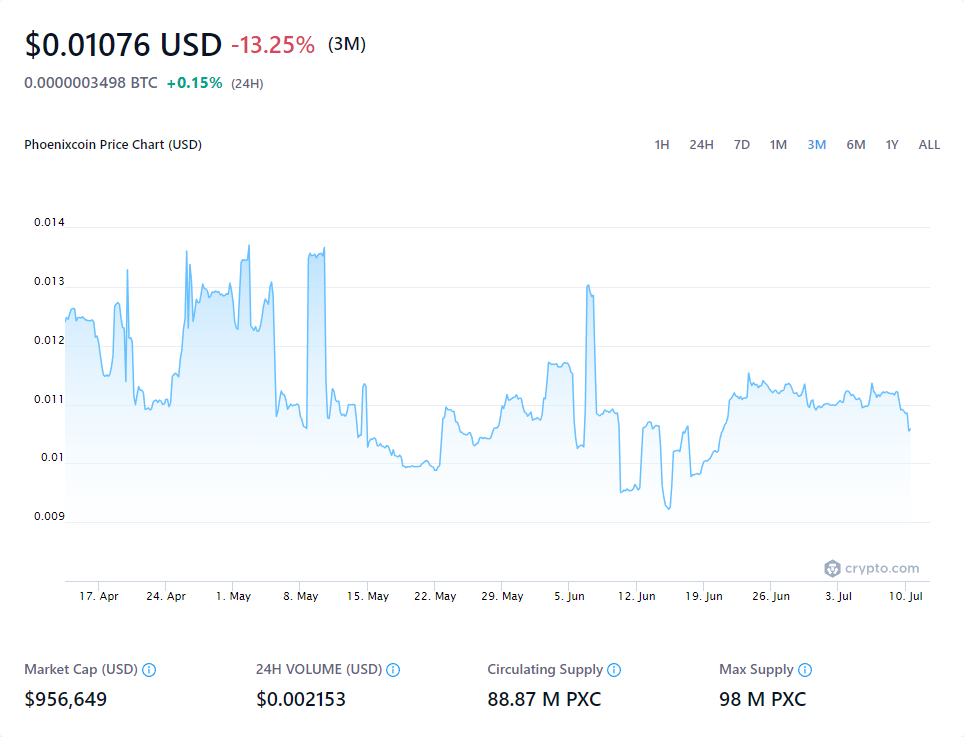 $0.01076 USD -13.25% (3M)
0.0000003498 BTC +0.15% (24H)
Phoenixcoin Price Chart (USD) 1H 24H 7D 1M 3M 6M 1Y ALL
0.014
0.013
0.012
0.011
0.01
0.009
crypto.com
17. Apr 24. Apr 1. May 8. May 15. May 22. May 29. May 5. Jun 12. Jun 19. Jun 26. Jun 3. Jul 10. Jul
Market Cap (USD) 24H VOLUME (USD) Circulating Supply Max Supply
$956,649 $0.002153 88.87 M PXC 98 M PXC